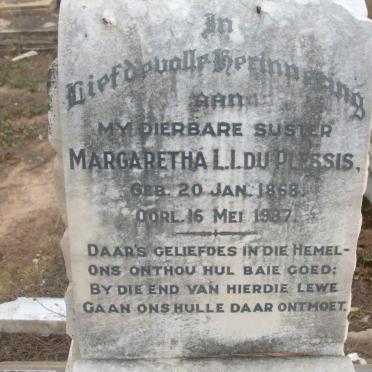 In
Liefdevolle Herinnering
AAN
MY DIERBARE SUSTER
MARGARETHA L.I. DU PLESSIS,
GEB. 20 JAN. 1868.
OORL. 16 MEI 1937.
DAAR'S GELIEFDES IN DIE HEMEL-
ONS ONTHOU HUL BAIE GOED;
BY DIE END VAN HIERDIE LEWE
GAAN ONS HULLE DAAR ONTMOET.